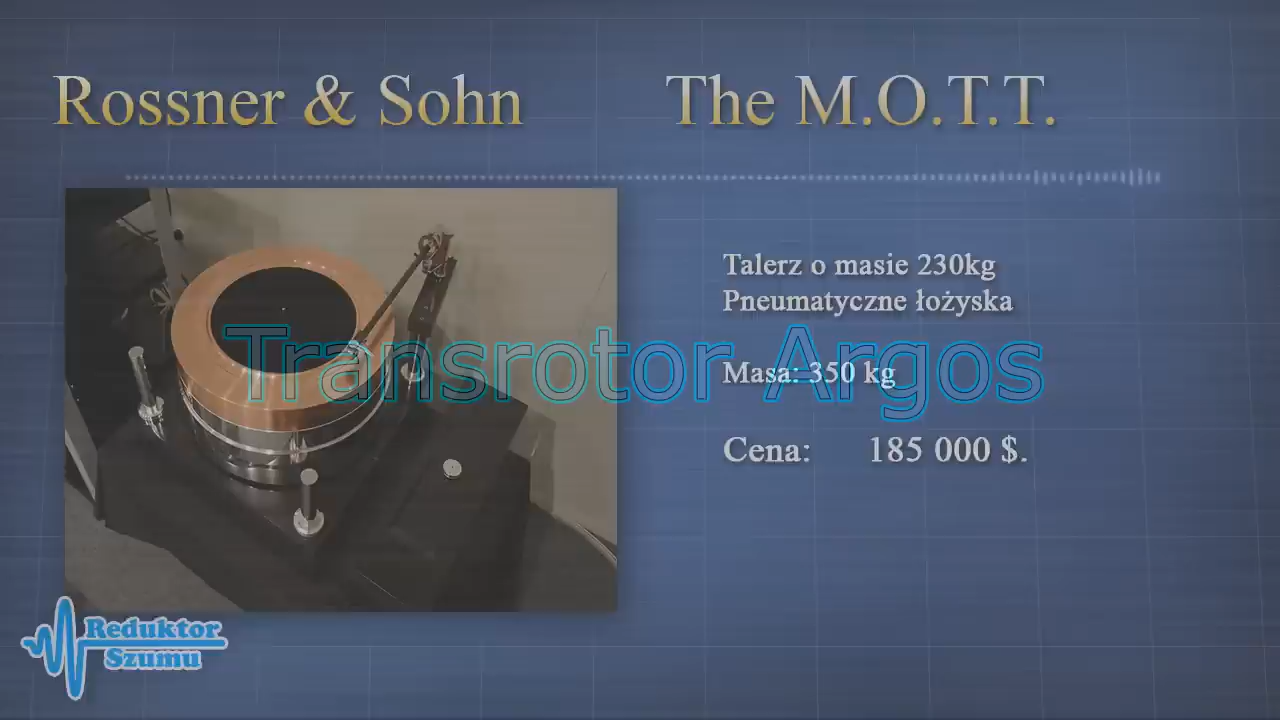 Rossner & Sohn The M.O.T.T.
Talerz o masie 230kg
Pneumatyczne łożyska
Transrotor Argos
Masa: 350 kg
Cena: 185 000 $.
Reduktor
Szumu